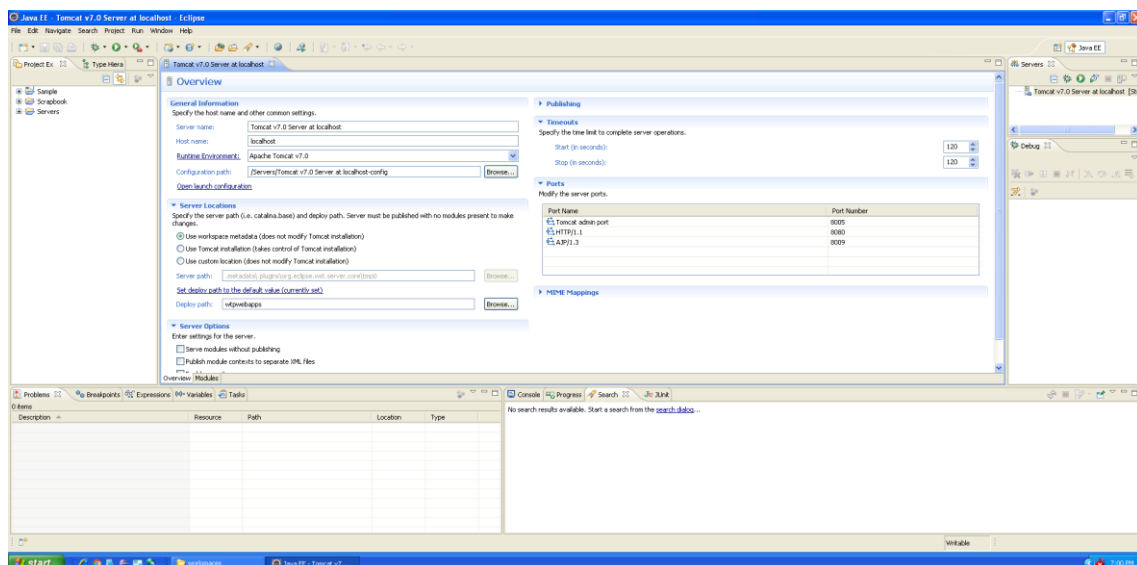 Java EE - Tomcat v7.0 Server at localhost - Eclipse
File Edit Navigate Search Project Run Window Help
Java EE
Project Ex
Type Hiera
Sample
Scrapbook
Servers
Tomcat v7.0 Server at localhost
Overview
General Information
Specify the host name and other common settings.
Server name: Tomcat v7.0 Server at localhost
Host name: localhost
Runtime Environment: Apache Tomcat v7.0
Configuration path: /Servers/Tomcat v7.0 Server at localhost-config Browse...
Open launch configuration
Server Locations
Specify the server path (i.e. catalina.base) and deploy path. Server must be published with no modules present to make
changes.
Use workspace metadata (does not modify Tomcat installation)
Use Tomcat installation (takes control of Tomcat installation)
Use custom location (does not modify Tomcat installation)
Server path: .metadata\.plugins\org.eclipse.wst.server.core\tmp0 Browse...
Set deploy path to the default value (currently set)
Deploy path: wtpwebapps Browse...
Server Options
Enter settings for the server.
Serve modules without publishing
Publish module contexts to separate XML files
Overview Modules
Publishing
Timeouts
Specify the time limit to complete server operations.
Start (in seconds): 120
Stop (in seconds): 120
Ports
Modify the server ports.
Port Name Port Number
Tomcat admin port 8005
HTTP/1.1 8080
AJP/1.3 8009
MIME Mappings
Servers
Tomcat v7.0 Server at localhost [St
Debug
Problems Breakpoints Expressions Variables Tasks
0 items
Description Resource Path Location Type
Console Progress Search JUnit
No search results available. Start a search from the search dialog...
Writable
start
workspaces
Java EE - Tomcat v7...
7:00 PM